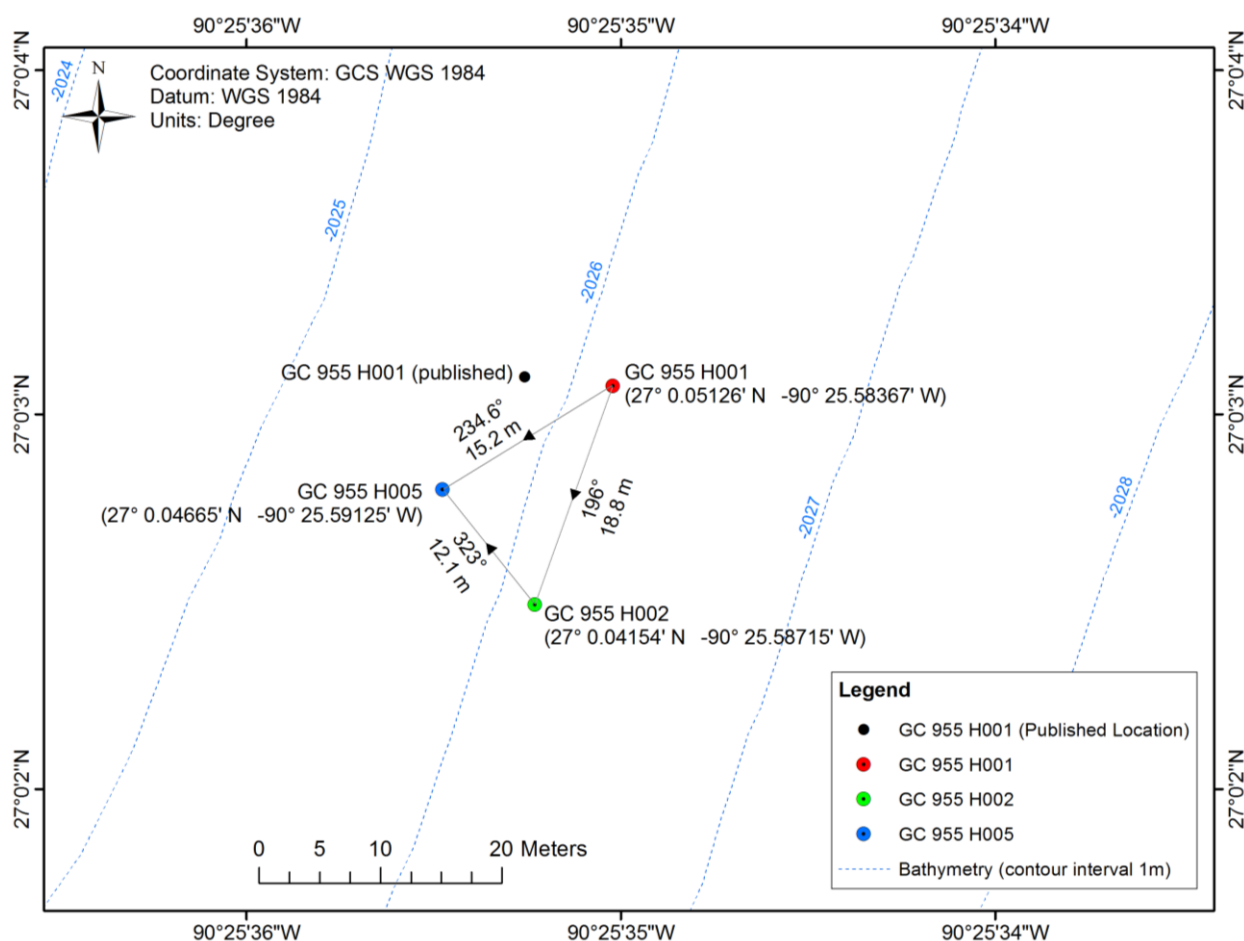 90°25'36"W 90°25'35"W 90°25'34"W
27°0'4"N
27°0'4"N
-2024
N
Coordinate System: GCS WGS 1984
Datum: WGS 1984
Units: Degree
-2025
-2026
GC 955 H001 (published)
GC 955 H001
(27° 0.05126' N -90° 25.58367' W)
27°0'3"N
27°0'3"N
234.6°
15.2 m
GC 955 H005
(27° 0.04665' N -90° 25.59125' W)
196°
18.8 m
-2027
-2028
323°
12.1 m
GC 955 H002
(27° 0.04154' N -90° 25.58715' W)
27°0'2"N
27°0'2"N
Legend
GC 955 H001 (Published Location)
GC 955 H001
GC 955 H002
GC 955 H005
Bathymetry (contour interval 1m)
0 5 10 20 Meters
90°25'36"W 90°25'35"W 90°25'34"W